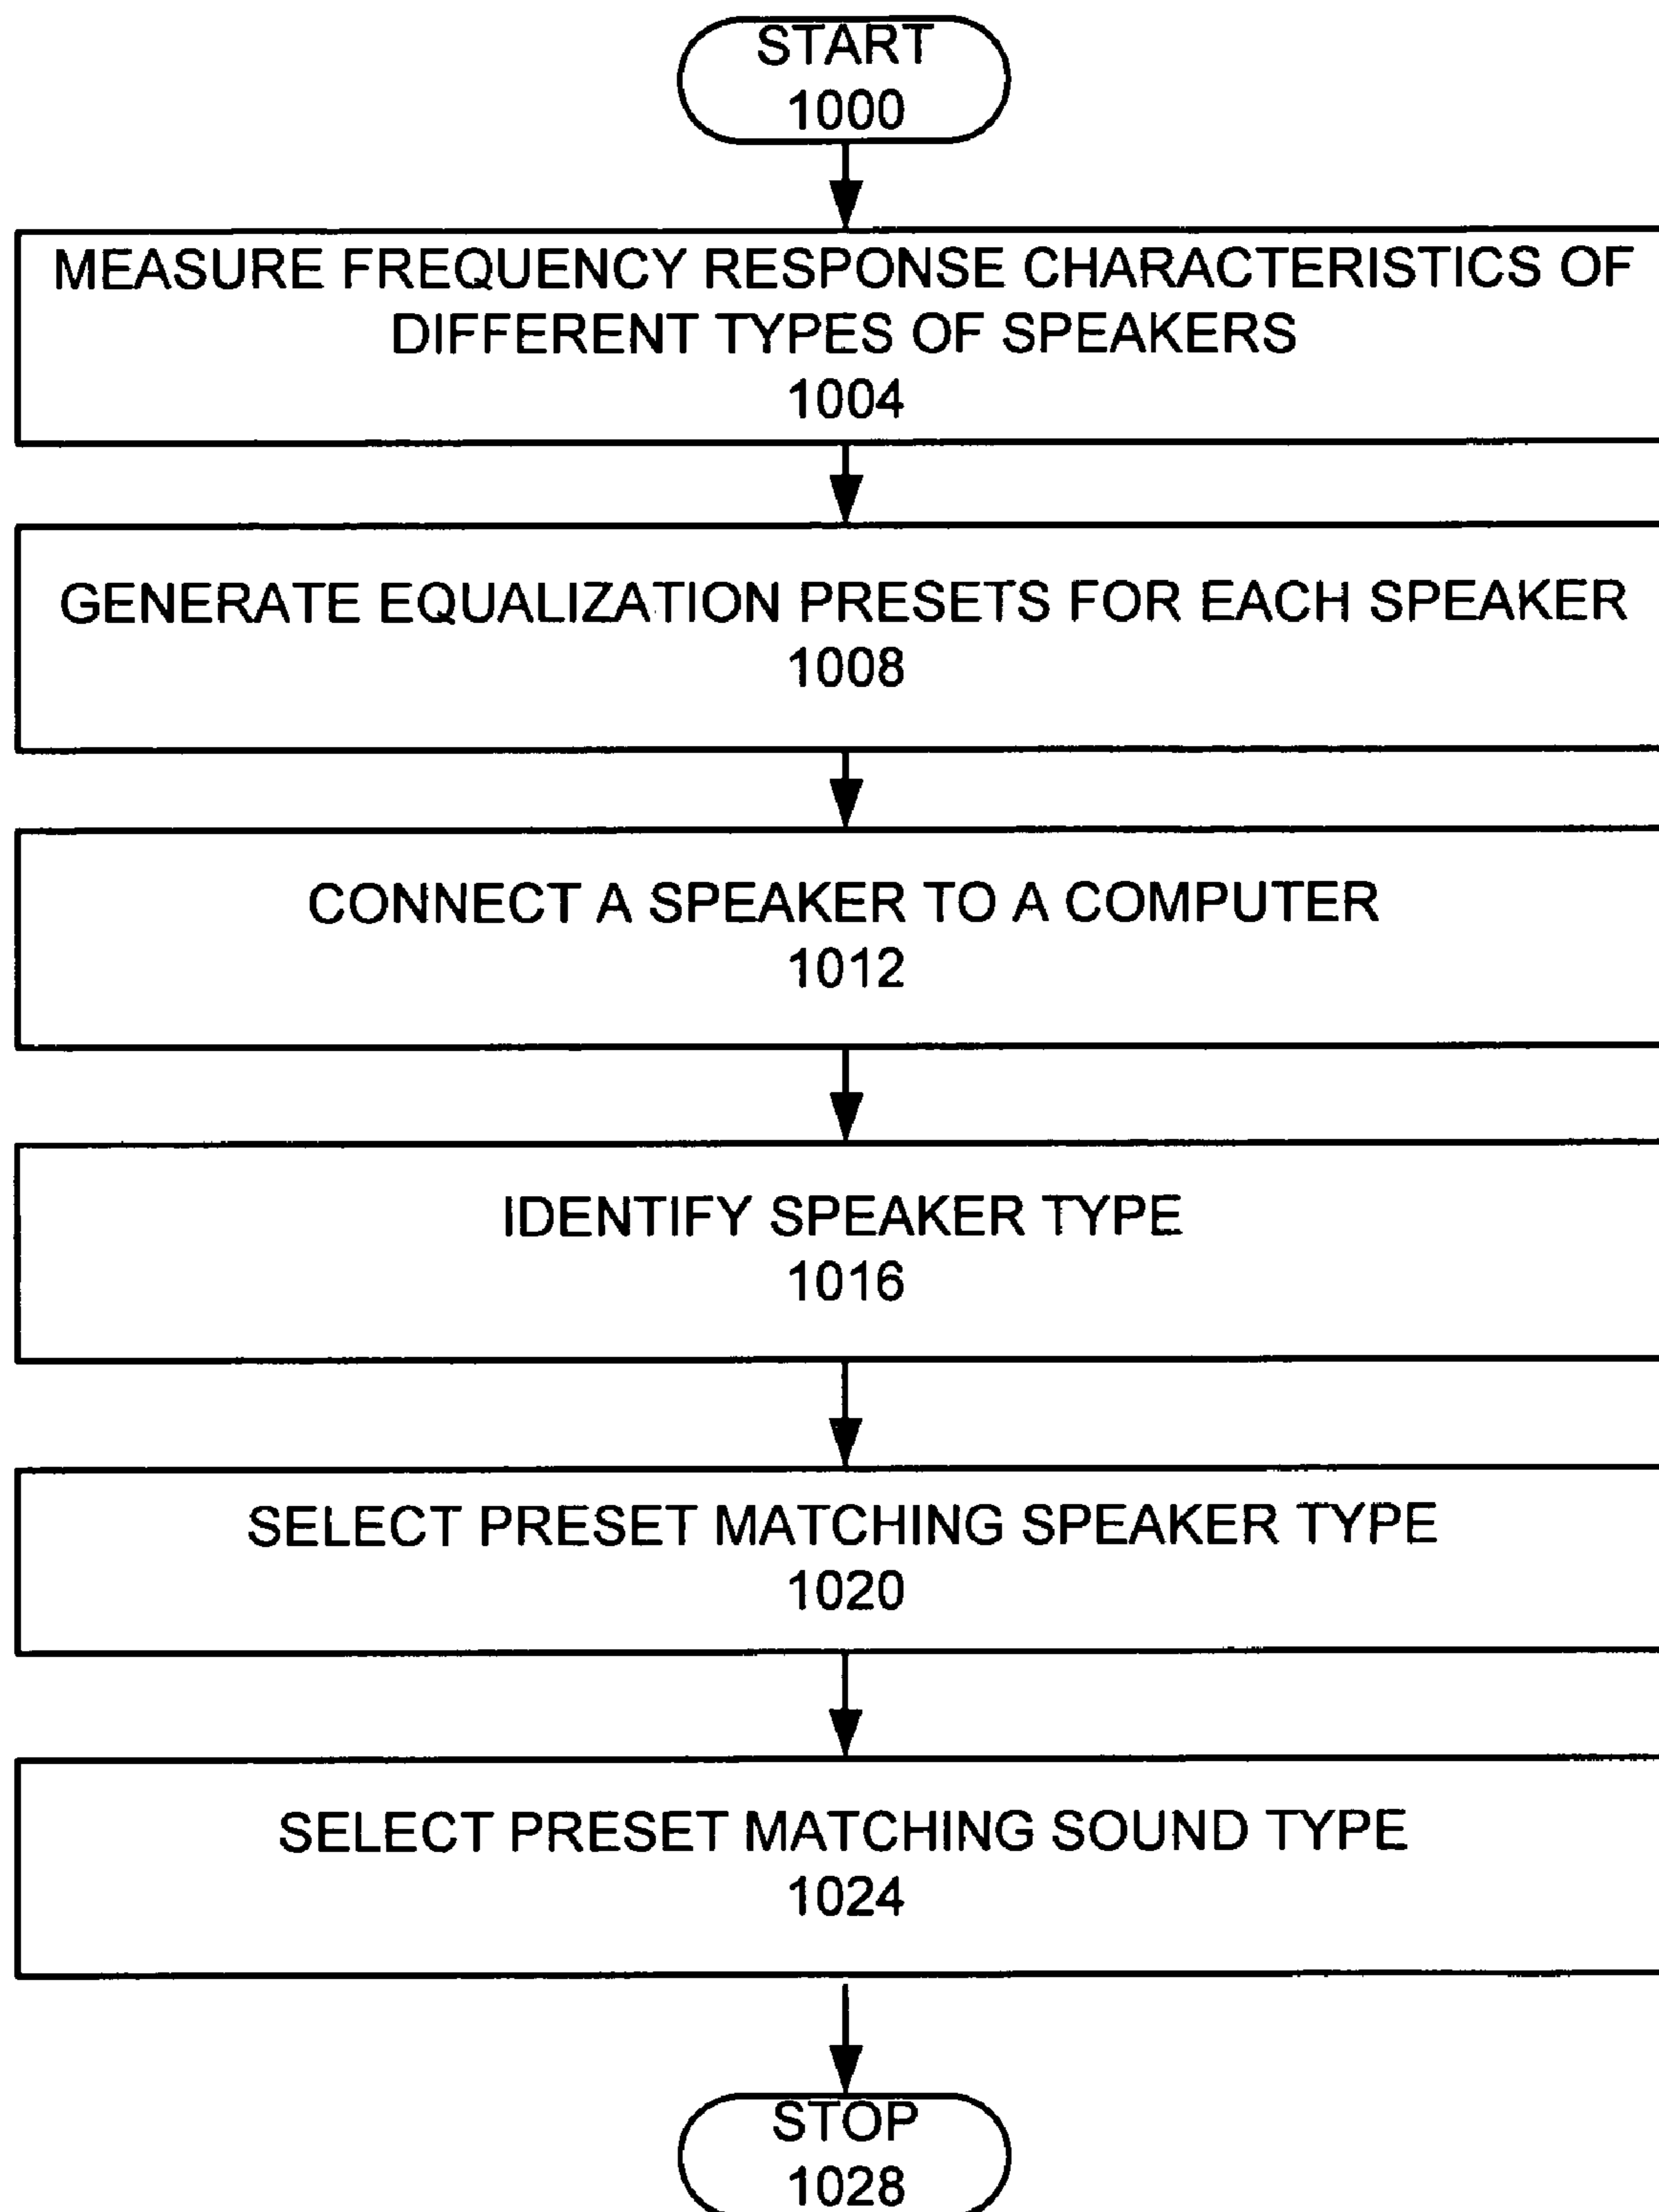 START
1000
MEASURE FREQUENCY RESPONSE CHARACTERISTICS OF
DIFFERENT TYPES OF SPEAKERS
1004
GENERATE EQUALIZATION PRESETS FOR EACH SPEAKER
1008
CONNECT A SPEAKER TO A COMPUTER
1012
IDENTIFY SPEAKER TYPE
1016
SELECT PRESET MATCHING SPEAKER TYPE
1020
SELECT PRESET MATCHING SOUND TYPE
1024
STOP
1028